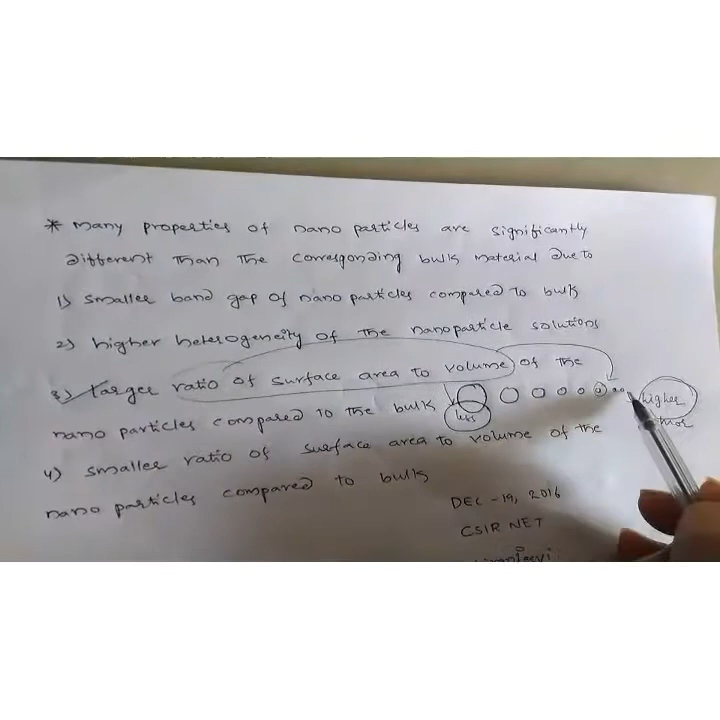 * many properties of nano particles are significantly
different than the corresponding bulk material due to
1) smaller band gap of nano particles compared to bulk
2) higher heterogeneity of the nanoparticle solutions
3) larger ratio of surface area to volume of the
nano particles compared to the bulk less higher
4) smaller ratio of surface area to volume of the
nano particles compared to bulk
DEC - 19, 2016
CSIR NET